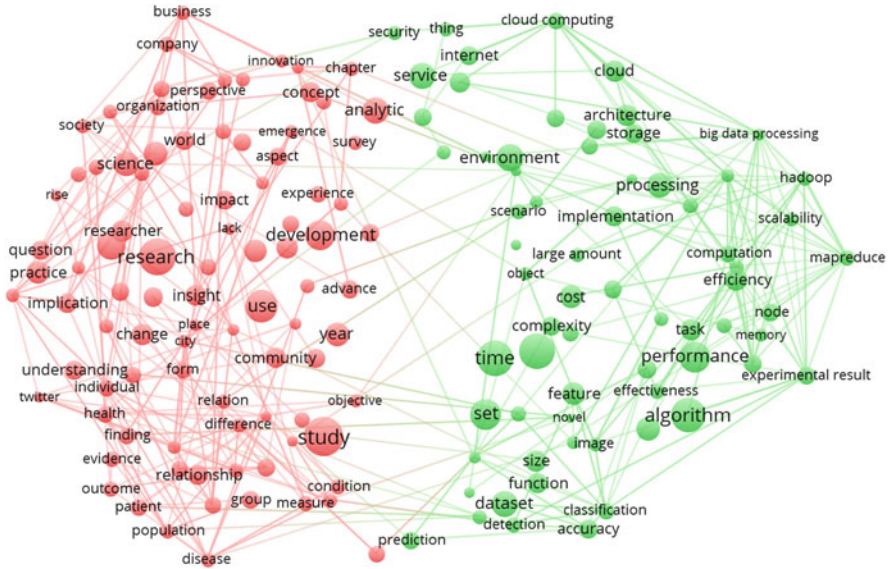 business
cloud computing
security
thing
company
internet
innovation
chapter
service
cloud
perspective
concept
organization
analytic
architecture
society
emergence
storage
big data processing
world
survey
science
aspect
environment
hadoop
rise
impact
experience
processing
scenario
implementation
scalability
researcher
lack
development
question
research
large amount
computation
mapreduce
practice
object
efficiency
implication
insight
use
advance
cost
node
place
change
city
year
complexity
task
memory
community
time
performance
understanding
form
experimental result
individual
effectiveness
twitter
relation
objective
feature
health
set
novel
algorithm
difference
finding
study
image
evidence
size
relationship
outcome
condition
function
patient
group
measure
dataset
classification
population
detection
accuracy
prediction
disease